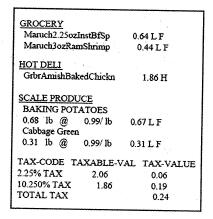 GROCERY
Maruch2.25ozInstBfSp 0.64 L F
Maruch3ozRamShrimp 0.44 L F
HOT DELI
GrbrAmishBakedChickn 1.86 H
SCALE PRODUCE
BAKING POTATOES
0.68 lb @ 0.99/ lb 0.67 L F
Cabbage Green
0.31 lb @ 0.99/ lb 0.31 L F
TAX-CODE TAXABLE-VAL TAX-VALUE
2.25% TAX 2.06 0.06
10.250% TAX 1.86 0.19
TOTAL TAX 0.24